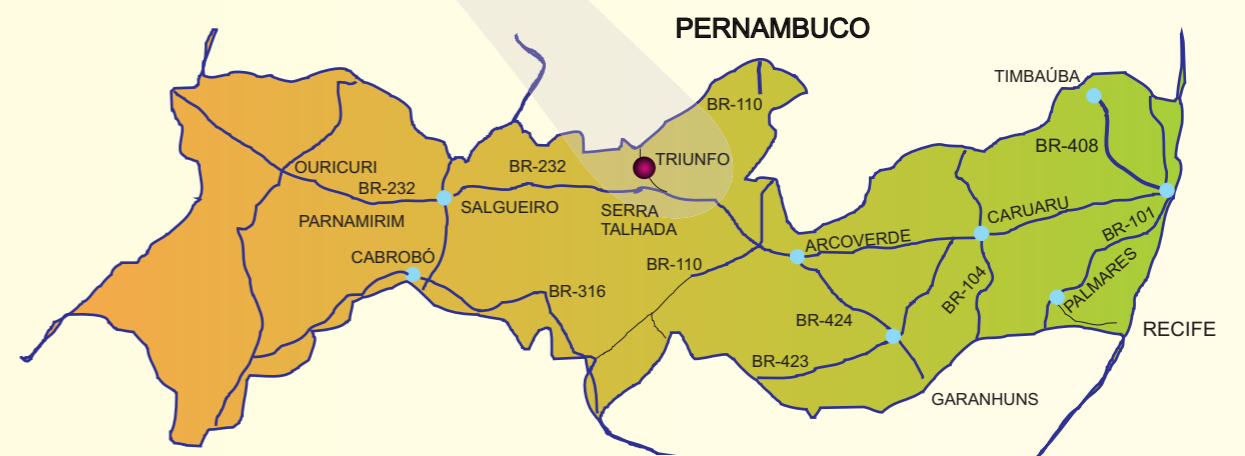 PERNAMBUCO
TIMBAÚBA
BR-110
BR-408
TRIUNFO
OURICURI
BR-232
BR-232
SALGUEIRO
PARNAMIRIM
SERRA
TALHADA
CARUARU
ARCOVERDE
BR-101
CABROBÓ
BR-110
BR-316
BR-104
PALMARES
BR-424
RECIFE
BR-423
GARANHUNS